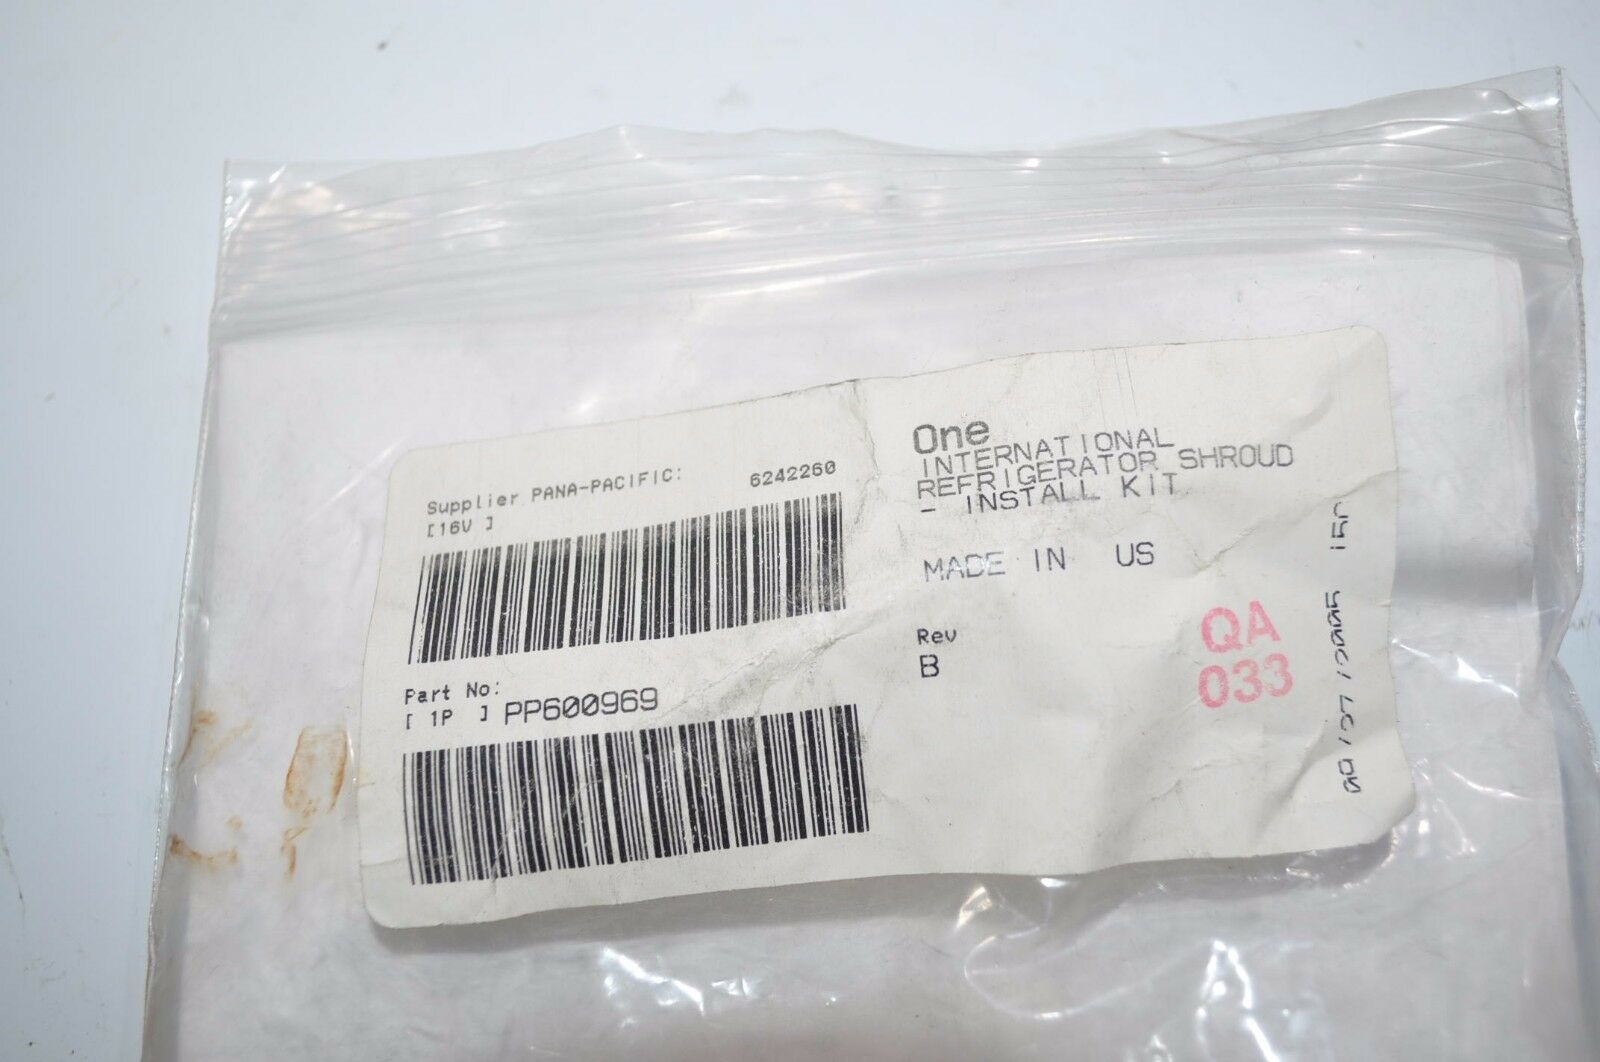 Supplier PANA-PACIFIC: 6242260
[16V ]
Part No:
[ 1P ] PP600969
One
INTERNATIONAL
REFRIGERATOR SHROUD
- INSTALL KIT
MADE IN US
Rev
B
QA
033